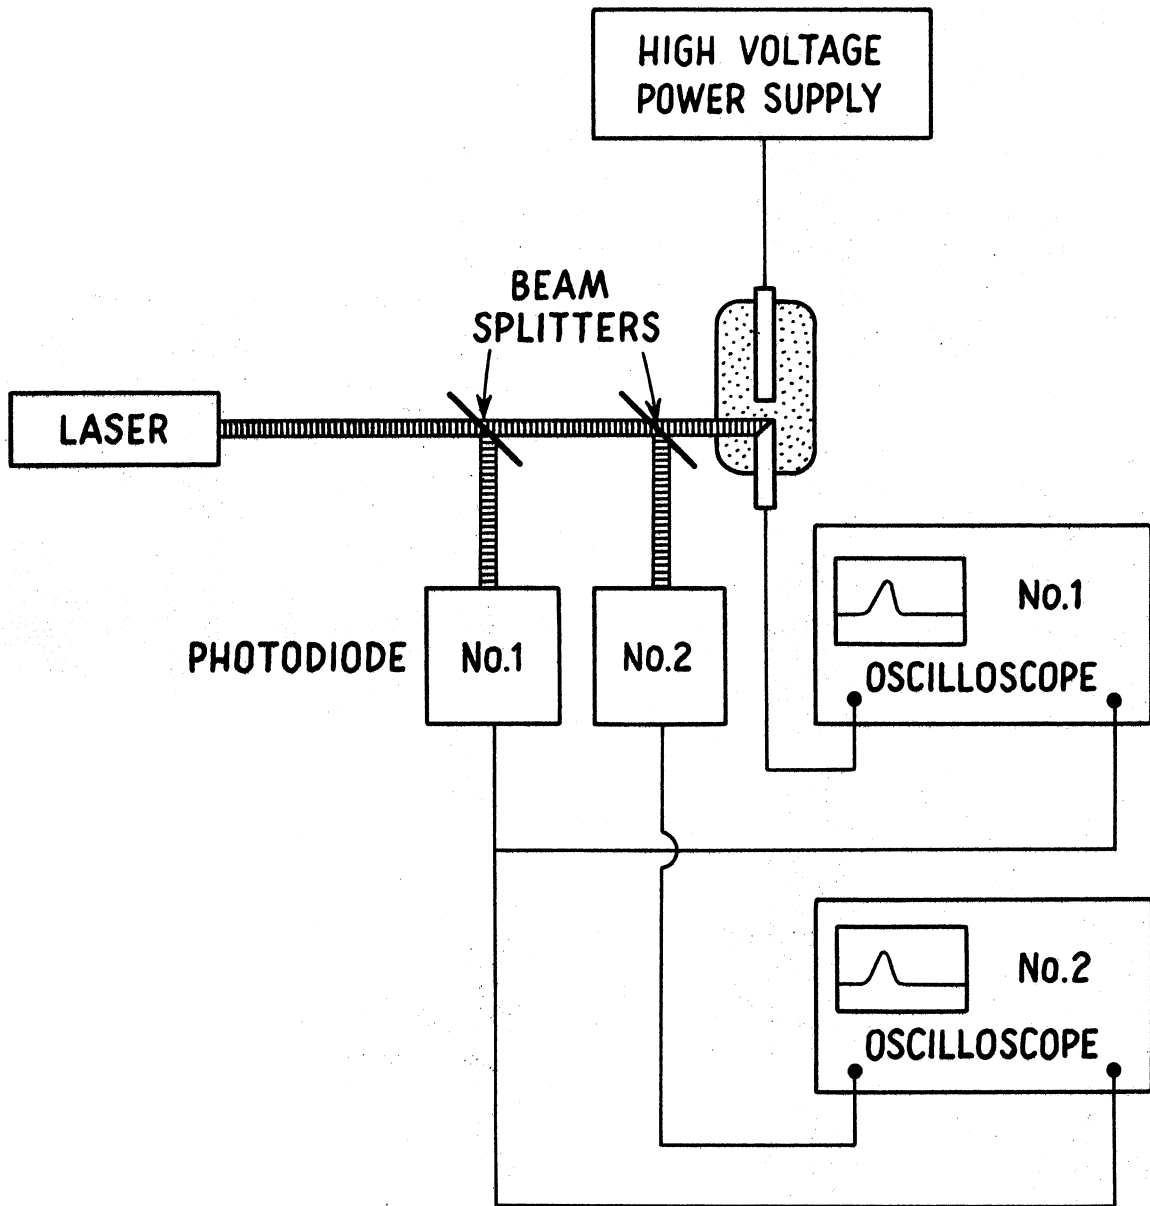 HIGH VOLTAGE
POWER SUPPLY
BEAM
SPLITTERS
LASER
PHOTODIODE
No.1
No.2
No.1
OSCILLOSCOPE
No.2
OSCILLOSCOPE